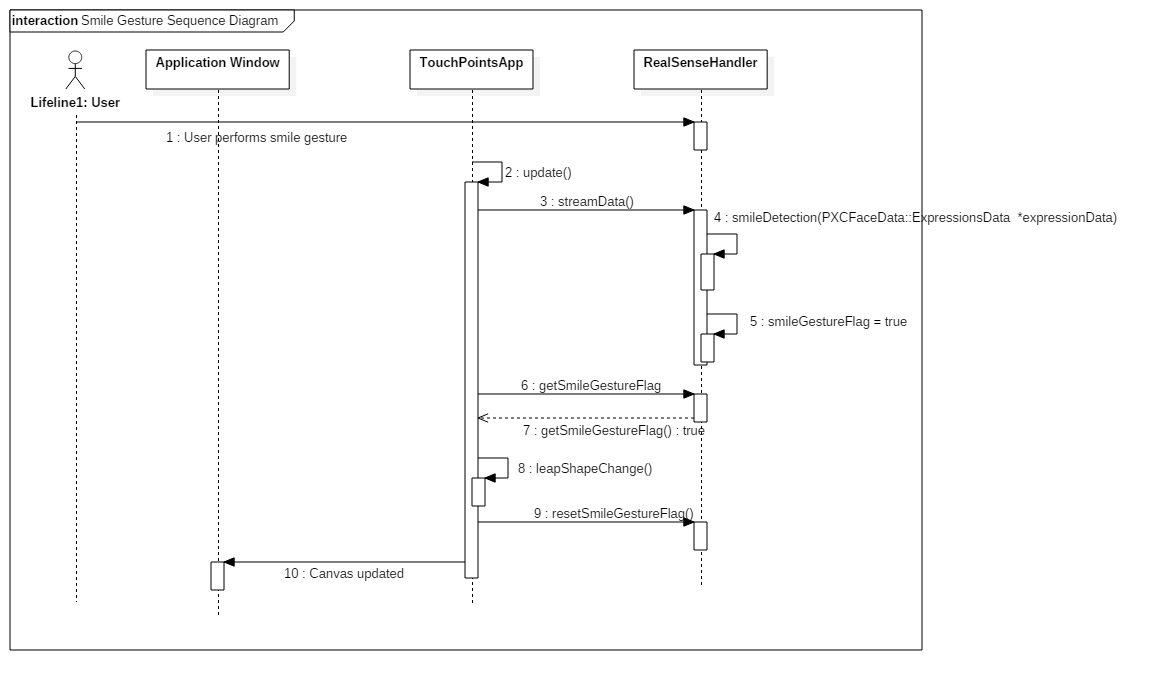 interaction Smile Gesture Sequence Diagram
Application Window
TouchPointsApp
RealSenseHandler
Lifeline1: User
1 : User performs smile gesture
2 : update()
3 : streamData()
4 : smileDetection(PXCFaceData::ExpressionsData  *expressionData)
5 : smileGestureFlag = true
6 : getSmileGestureFlag
7 : getSmileGestureFlag() : true
8 : leapShapeChange()
9 : resetSmileGestureFlag()
10 : Canvas updated